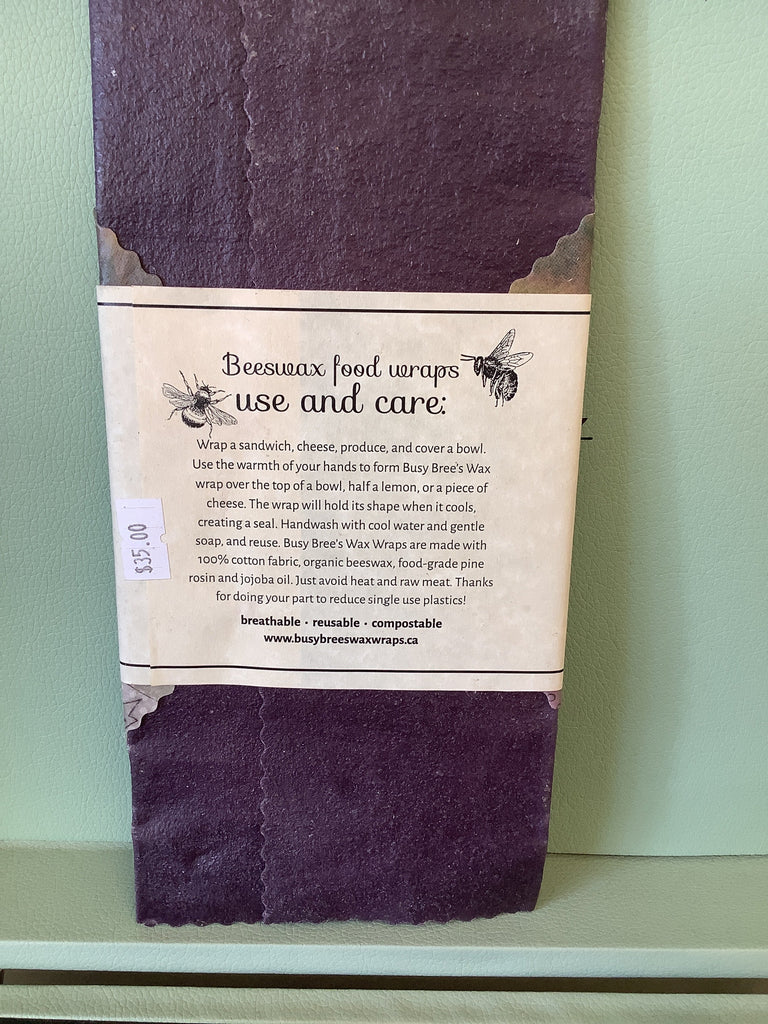 Beeswax food wraps
use and care:
Wrap a sandwich, cheese, produce, and cover a bowl.
Use the warmth of your hands to form Busy Bree's Wax
wrap over the top of a bowl, half a lemon, or a piece of
cheese. The wrap will hold its shape when it cools,
creating a seal. Handwash with cool water and gentle
soap, and reuse. Busy Bree's Wax Wraps are made with
100% cotton fabric, organic beeswax, food-grade pine
rosin and jojoba oil. Just avoid heat and raw meat. Thanks
for doing your part to reduce single use plastics!
breathable · reusable · compostable
www.busybreeswaxwraps.ca
$35.00